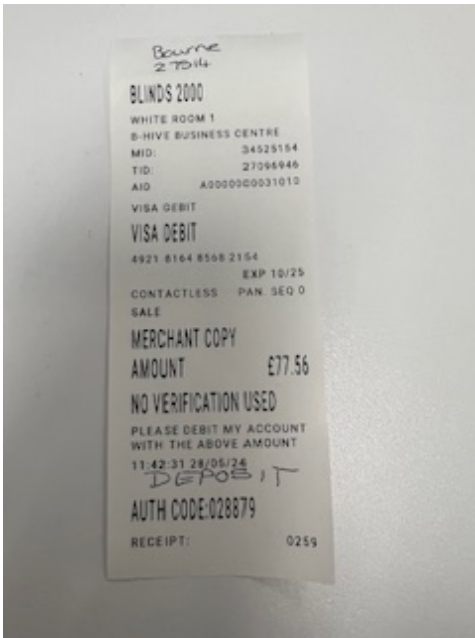 Bourne
27514
BLINDS 2000
WHITE ROOM 1
B-HIVE BUSINESS CENTRE
MID: 34525154
TID: 27096946
AID A0000000031010
VISA DEBIT
VISA DEBIT
4921 8164 8568 2154
EXP 10/25
CONTACTLESS PAN. SEQ 0
SALE
MERCHANT COPY
AMOUNT £77.56
NO VERIFICATION USED
PLEASE DEBIT MY ACCOUNT
WITH THE ABOVE AMOUNT
11:42:31 28/05/24
DEPOSIT
AUTH CODE:028879
RECEIPT: 0259